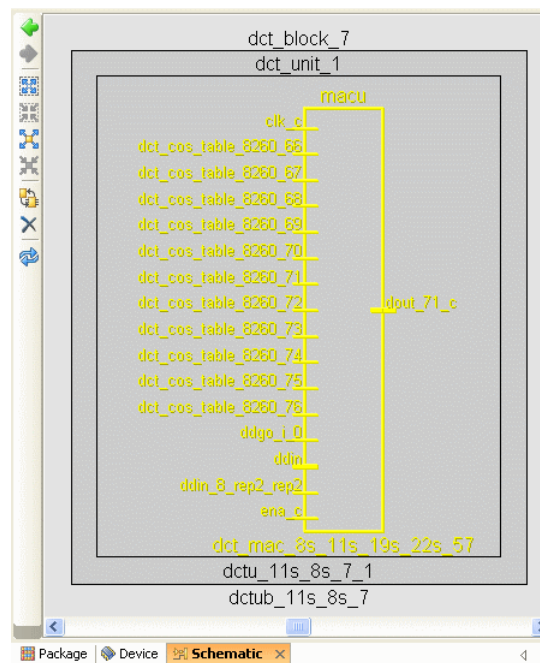 dct_block_7
dct_unit_1
macu
clk_c
dct_cos_table_8260_66
dct_cos_table_8260_67
dct_cos_table_8260_68
dct_cos_table_8260_69
dct_cos_table_8260_70
dct_cos_table_8260_71
dct_cos_table_8260_72
dout_71_c
dct_cos_table_8260_73
dct_cos_table_8260_74
dct_cos_table_8260_75
dct_cos_table_8260_76
ddgo_i_0
ddin
ddin_8_rep2_rep2
ena_c
dct_mac_8s_11s_19s_22s_57
dctu_11s_8s_7_1
dctub_11s_8s_7
Package Device Schematic